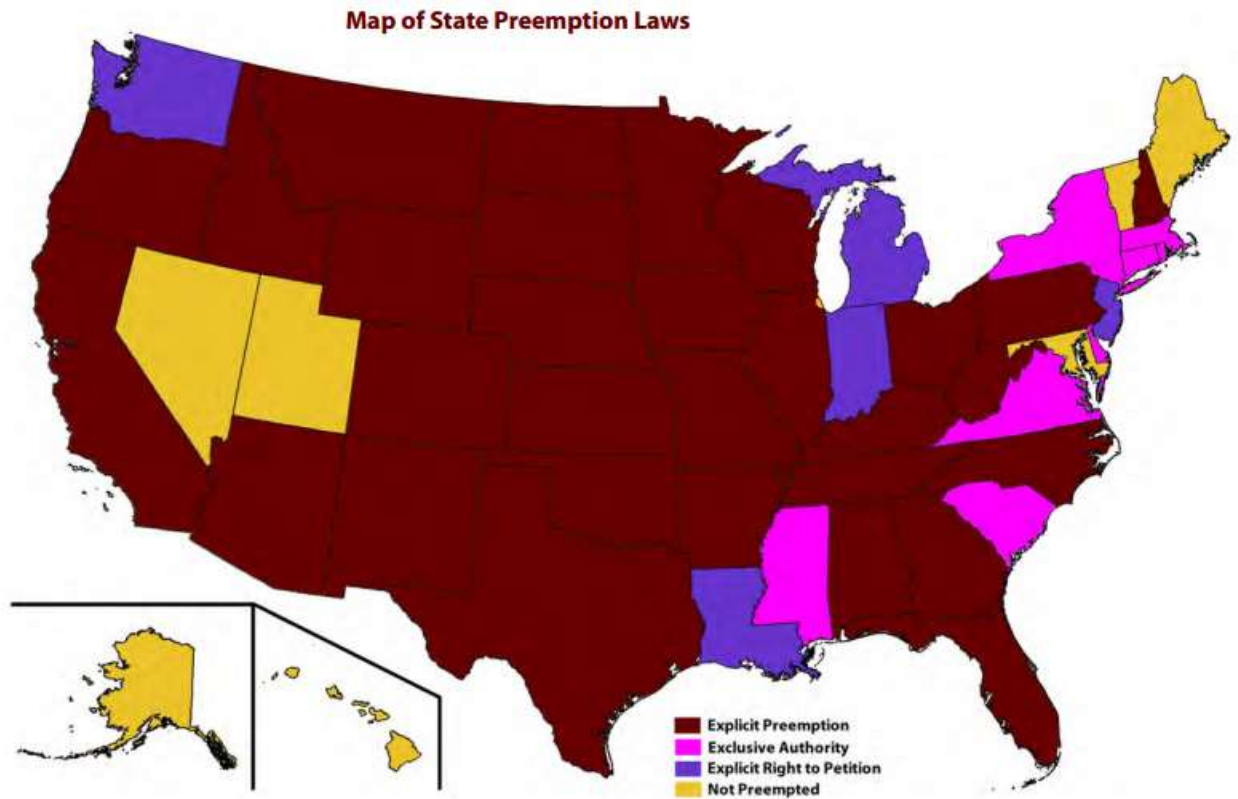 Map of State Preemption Laws
Explicit Preemption
Exclusive Authority
Explicit Right to Petition
Not Preempted